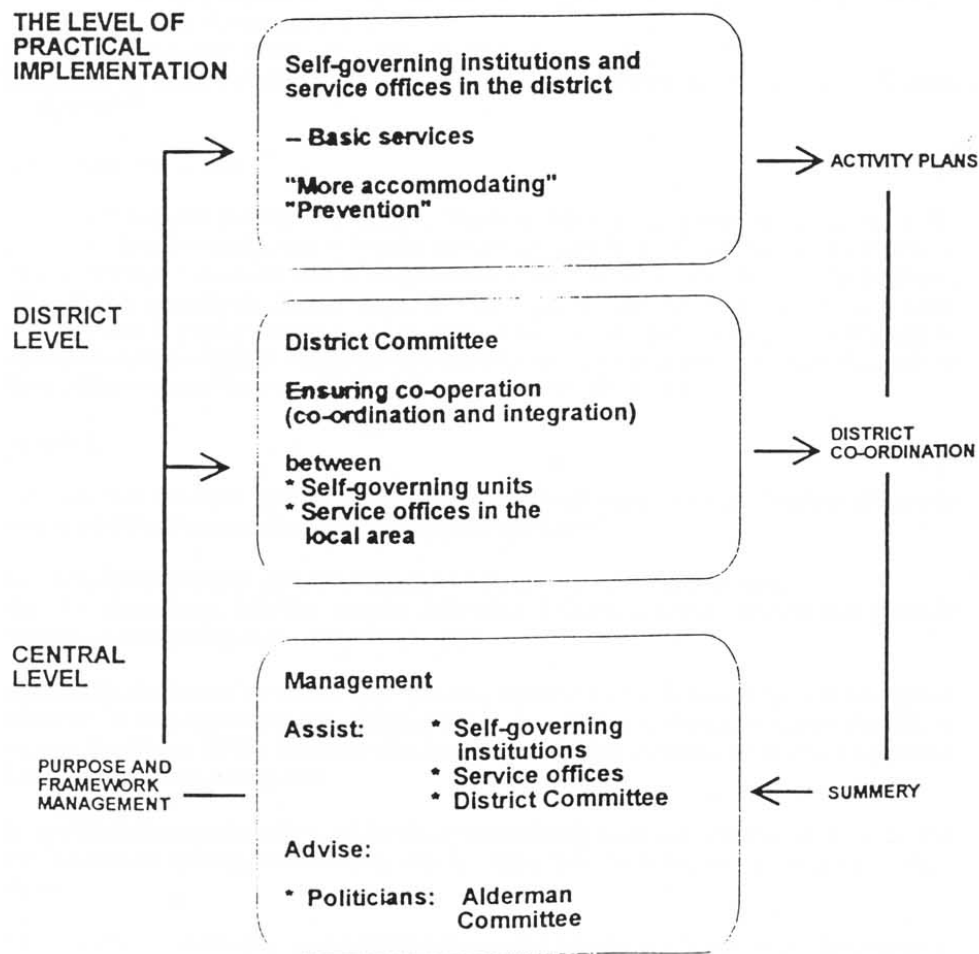 THE LEVEL OF
PRACTICAL
IMPLEMENTATION
Self-governing institutions and
service offices in the district
– Basic services
"More accommodating"
"Prevention"
ACTIVITY PLANS
DISTRICT
LEVEL
District Committee
Ensuring co-operation
(co-ordination and integration)
between
* Self-governing units
* Service offices in the
local area
DISTRICT
CO-ORDINATION
CENTRAL
LEVEL
Management
Assist: * Self-governing
institutions
* Service offices
* District Committee
PURPOSE AND
FRAMEWORK
MANAGEMENT
SUMMERY
Advise:
* Politicians: Alderman
Committee